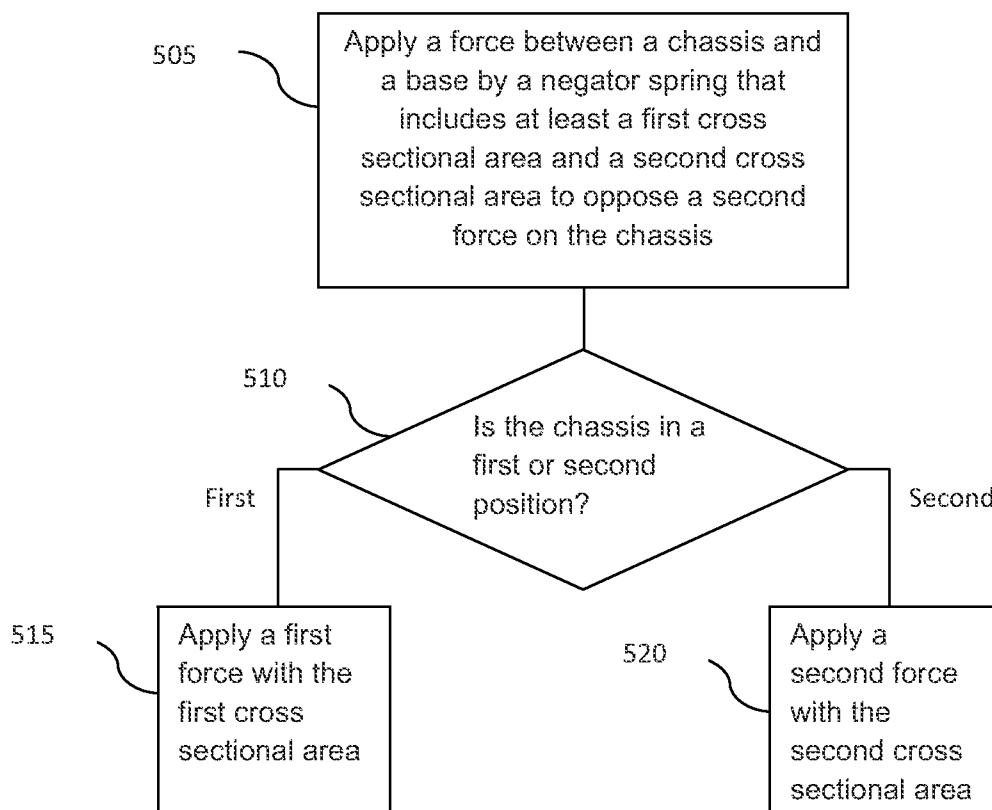 505
Apply a force between a chassis and
a base by a negator spring that
includes at least a first cross
sectional area and a second cross
sectional area to oppose a second
force on the chassis
510
Is the chassis in a
first or second
position?
First
Second
515
Apply a first
force with the
first cross
sectional area
520
Apply a
second force
with the
second cross
sectional area